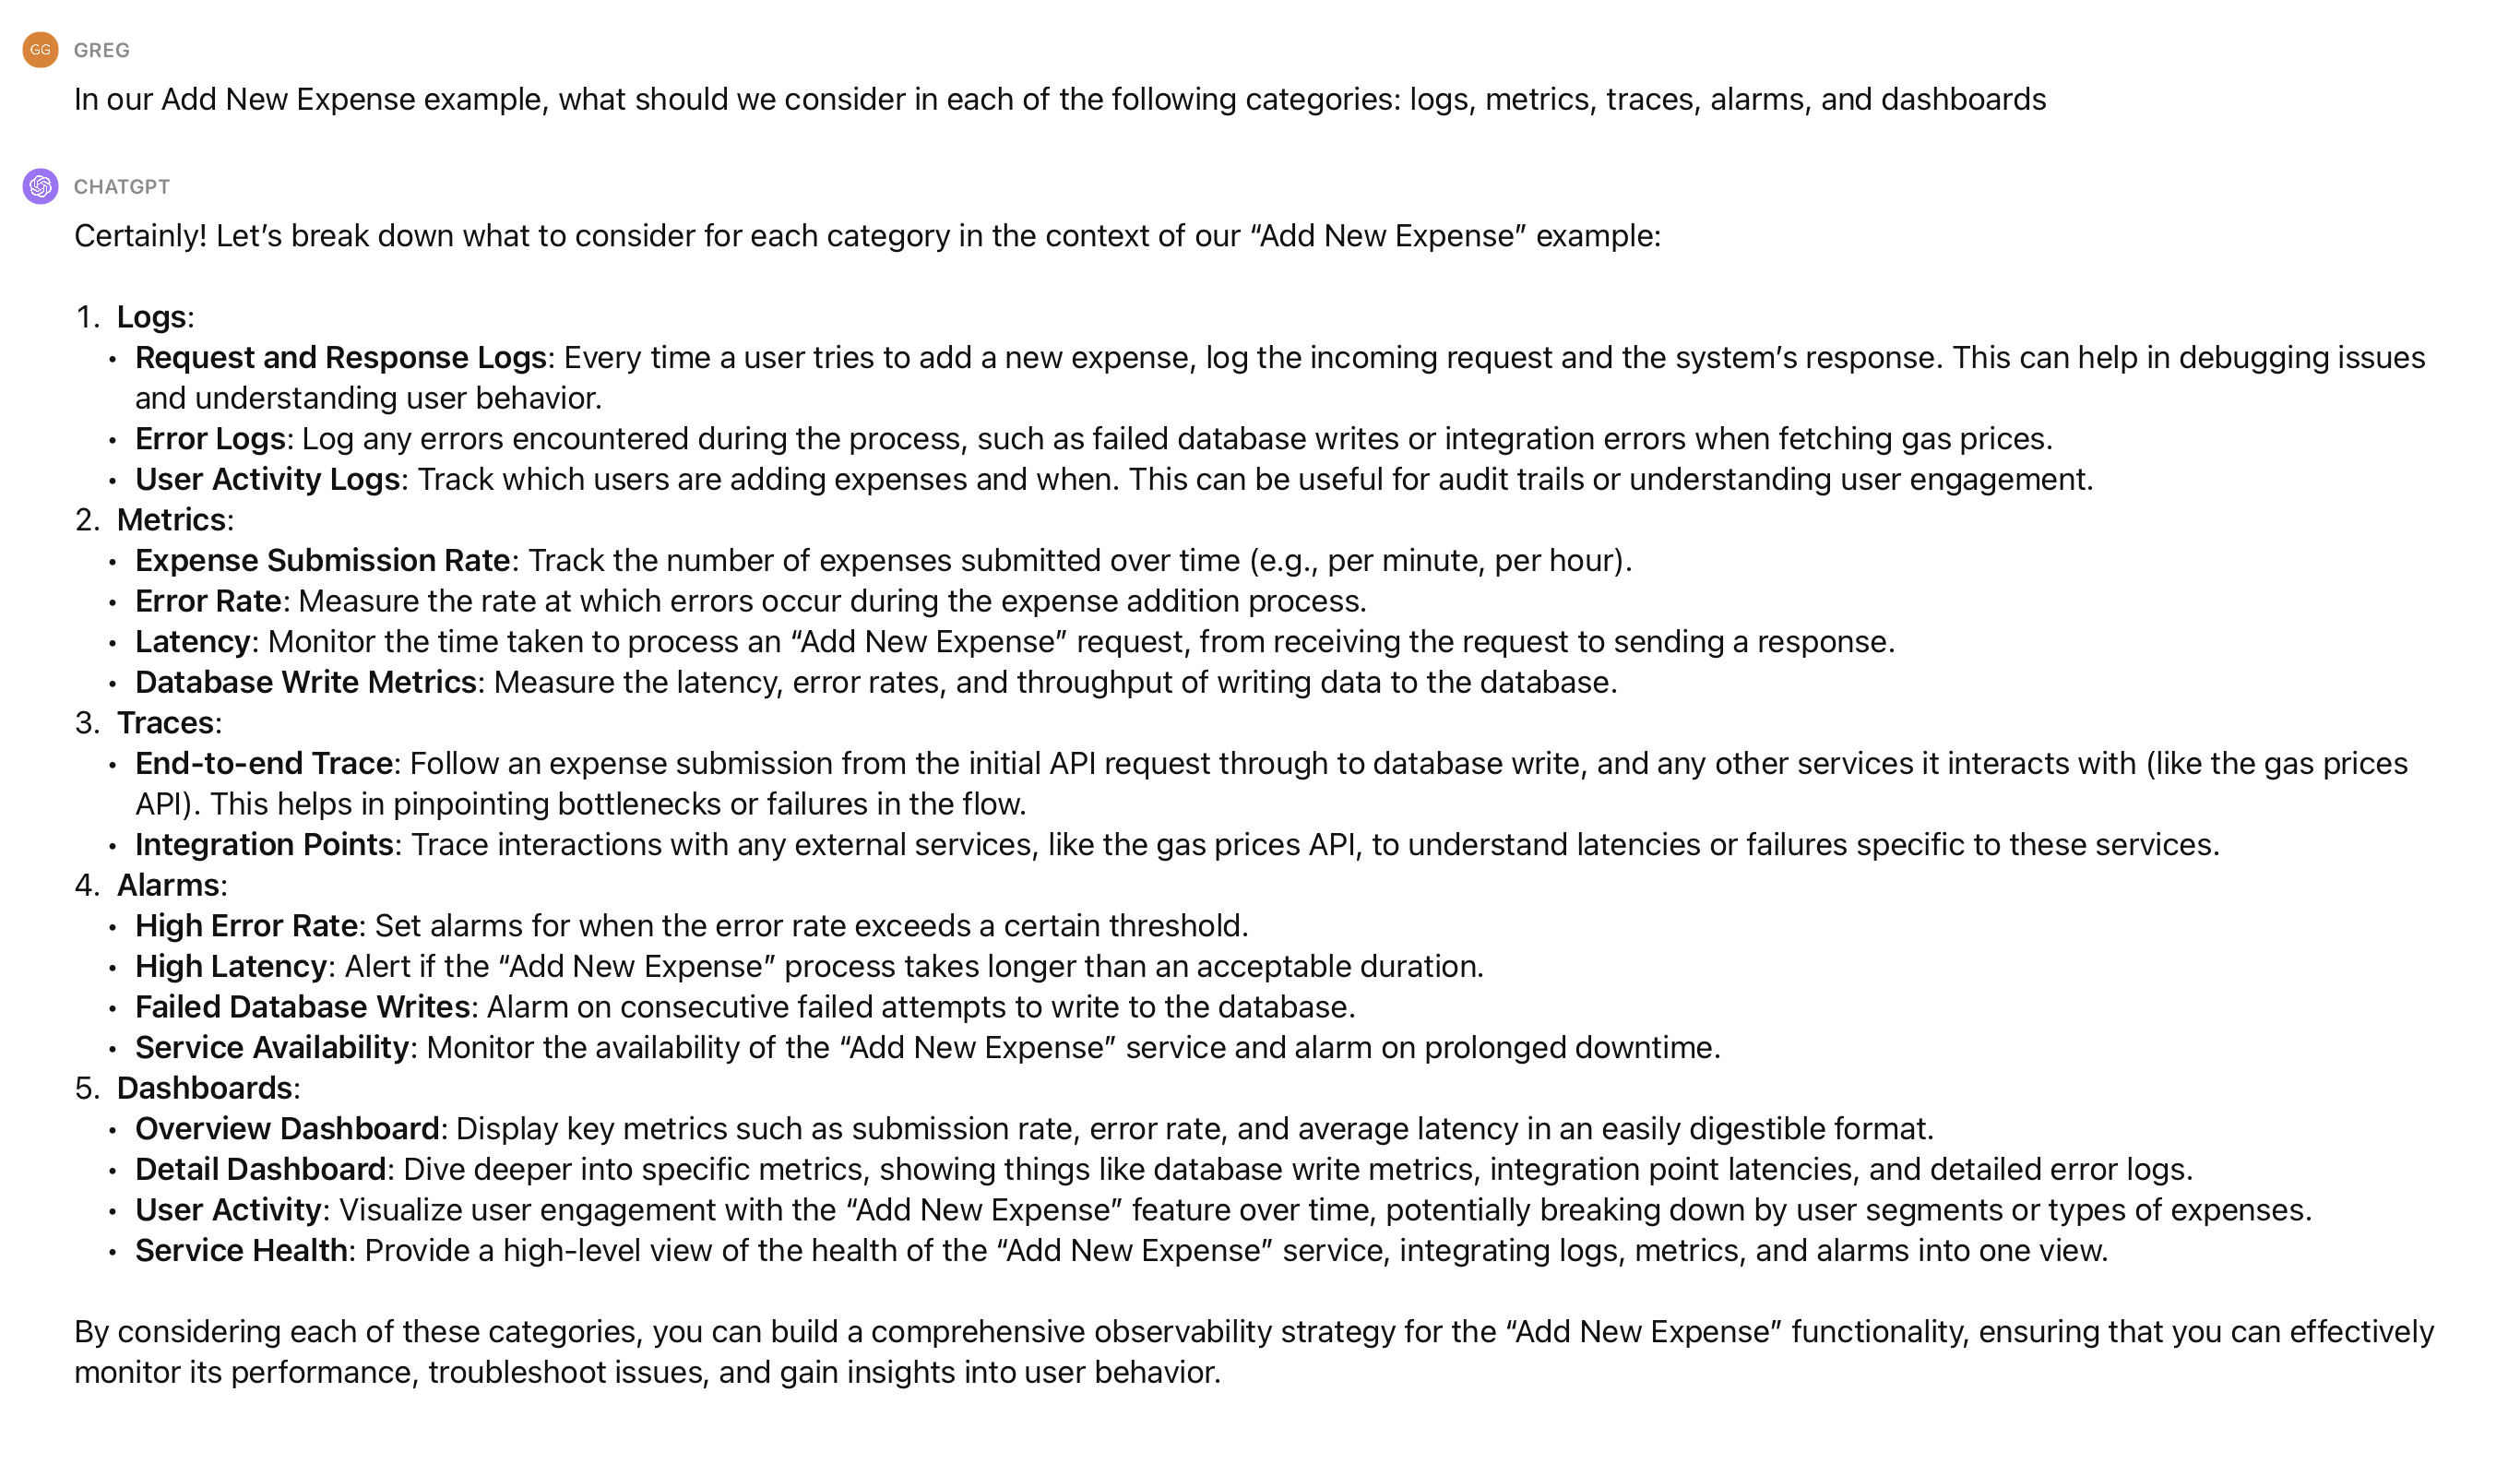 GG GREG
In our Add New Expense example, what should we consider in each of the following categories: logs, metrics, traces, alarms, and dashboards
CHATGPT
Certainly! Let’s break down what to consider for each category in the context of our “Add New Expense” example:
1. Logs:
• Request and Response Logs: Every time a user tries to add a new expense, log the incoming request and the system’s response. This can help in debugging issues
and understanding user behavior.
• Error Logs: Log any errors encountered during the process, such as failed database writes or integration errors when fetching gas prices.
• User Activity Logs: Track which users are adding expenses and when. This can be useful for audit trails or understanding user engagement.
2. Metrics:
• Expense Submission Rate: Track the number of expenses submitted over time (e.g., per minute, per hour).
• Error Rate: Measure the rate at which errors occur during the expense addition process.
• Latency: Monitor the time taken to process an “Add New Expense” request, from receiving the request to sending a response.
• Database Write Metrics: Measure the latency, error rates, and throughput of writing data to the database.
3. Traces:
• End-to-end Trace: Follow an expense submission from the initial API request through to database write, and any other services it interacts with (like the gas prices
API). This helps in pinpointing bottlenecks or failures in the flow.
• Integration Points: Trace interactions with any external services, like the gas prices API, to understand latencies or failures specific to these services.
4. Alarms:
• High Error Rate: Set alarms for when the error rate exceeds a certain threshold.
• High Latency: Alert if the “Add New Expense” process takes longer than an acceptable duration.
• Failed Database Writes: Alarm on consecutive failed attempts to write to the database.
• Service Availability: Monitor the availability of the “Add New Expense” service and alarm on prolonged downtime.
5. Dashboards:
• Overview Dashboard: Display key metrics such as submission rate, error rate, and average latency in an easily digestible format.
• Detail Dashboard: Dive deeper into specific metrics, showing things like database write metrics, integration point latencies, and detailed error logs.
• User Activity: Visualize user engagement with the “Add New Expense” feature over time, potentially breaking down by user segments or types of expenses.
• Service Health: Provide a high-level view of the health of the “Add New Expense” service, integrating logs, metrics, and alarms into one view.
By considering each of these categories, you can build a comprehensive observability strategy for the “Add New Expense” functionality, ensuring that you can effectively
monitor its performance, troubleshoot issues, and gain insights into user behavior.